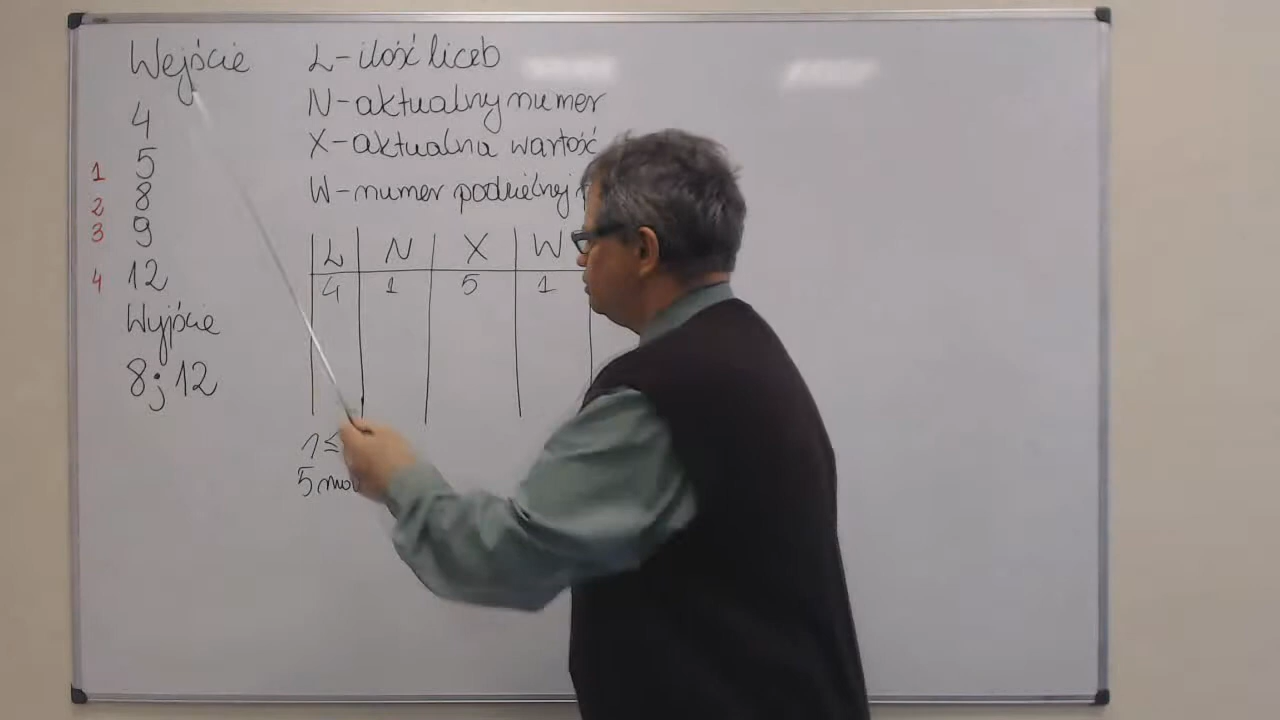 Wejście
4
1 5
2 8
3 9
4 12
Wyjście
8; 12
L - ilość liczb
N - aktualny numer
X - aktualna wartość
W - numer podzielnej
L N X W
4 1 5 1
1 ≤
5 mod